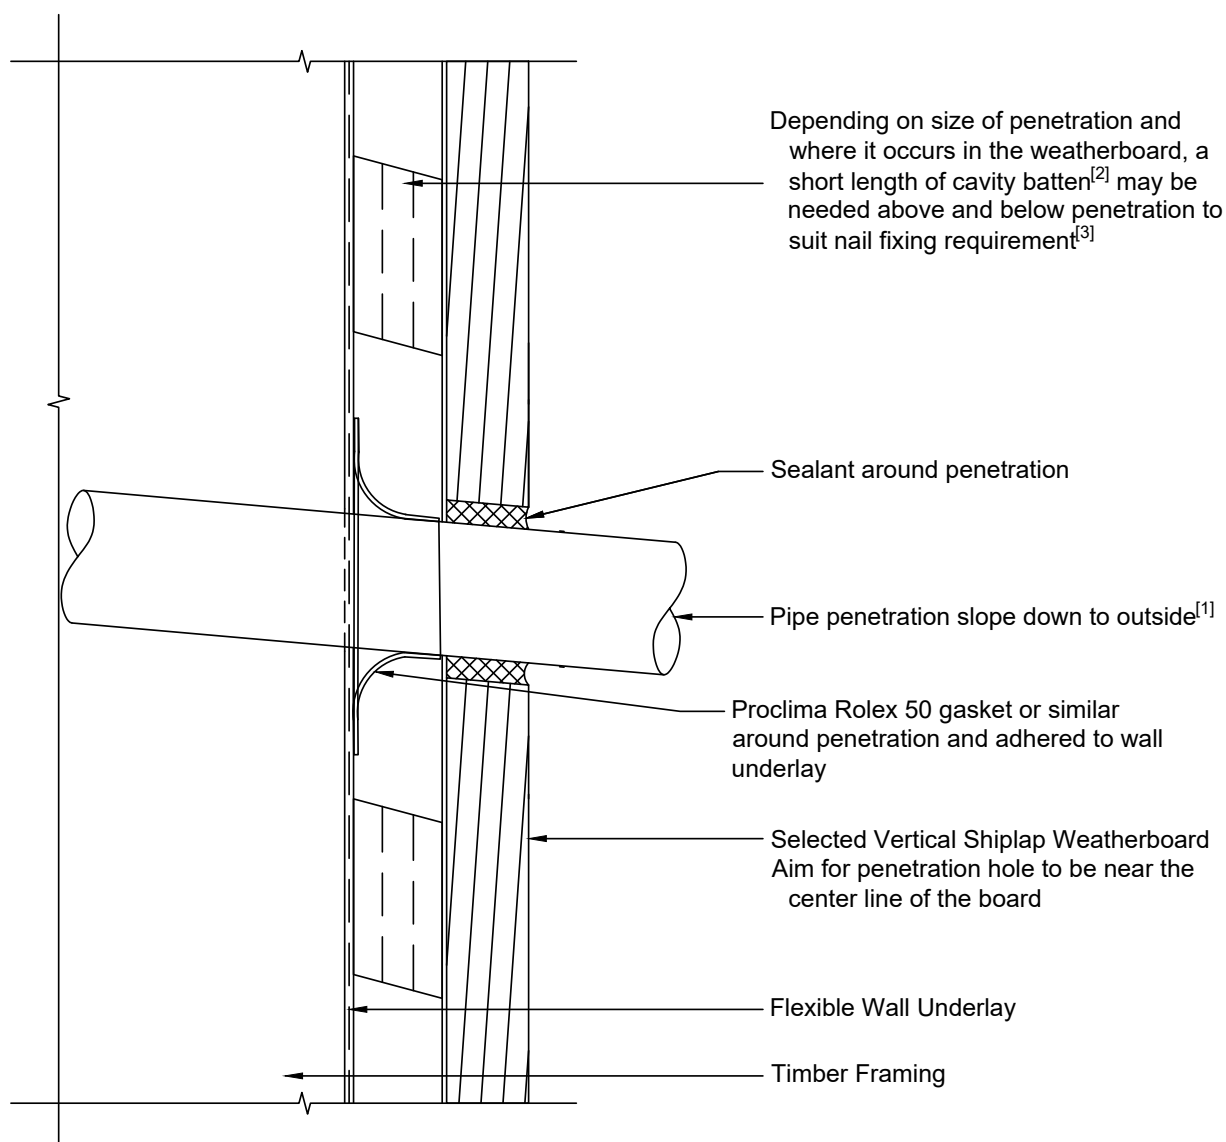 Depending on size of penetration and
where it occurs in the weatherboard, a
short length of cavity batten[2] may be
needed above and below penetration to
suit nail fixing requirement[3]
Sealant around penetration
Pipe penetration slope down to outside[1]
Proclima Rolex 50 gasket or similar
around penetration and adhered to wall
underlay
Selected Vertical Shiplap Weatherboard
Aim for penetration hole to be near the
center line of the board
Flexible Wall Underlay
Timber Framing